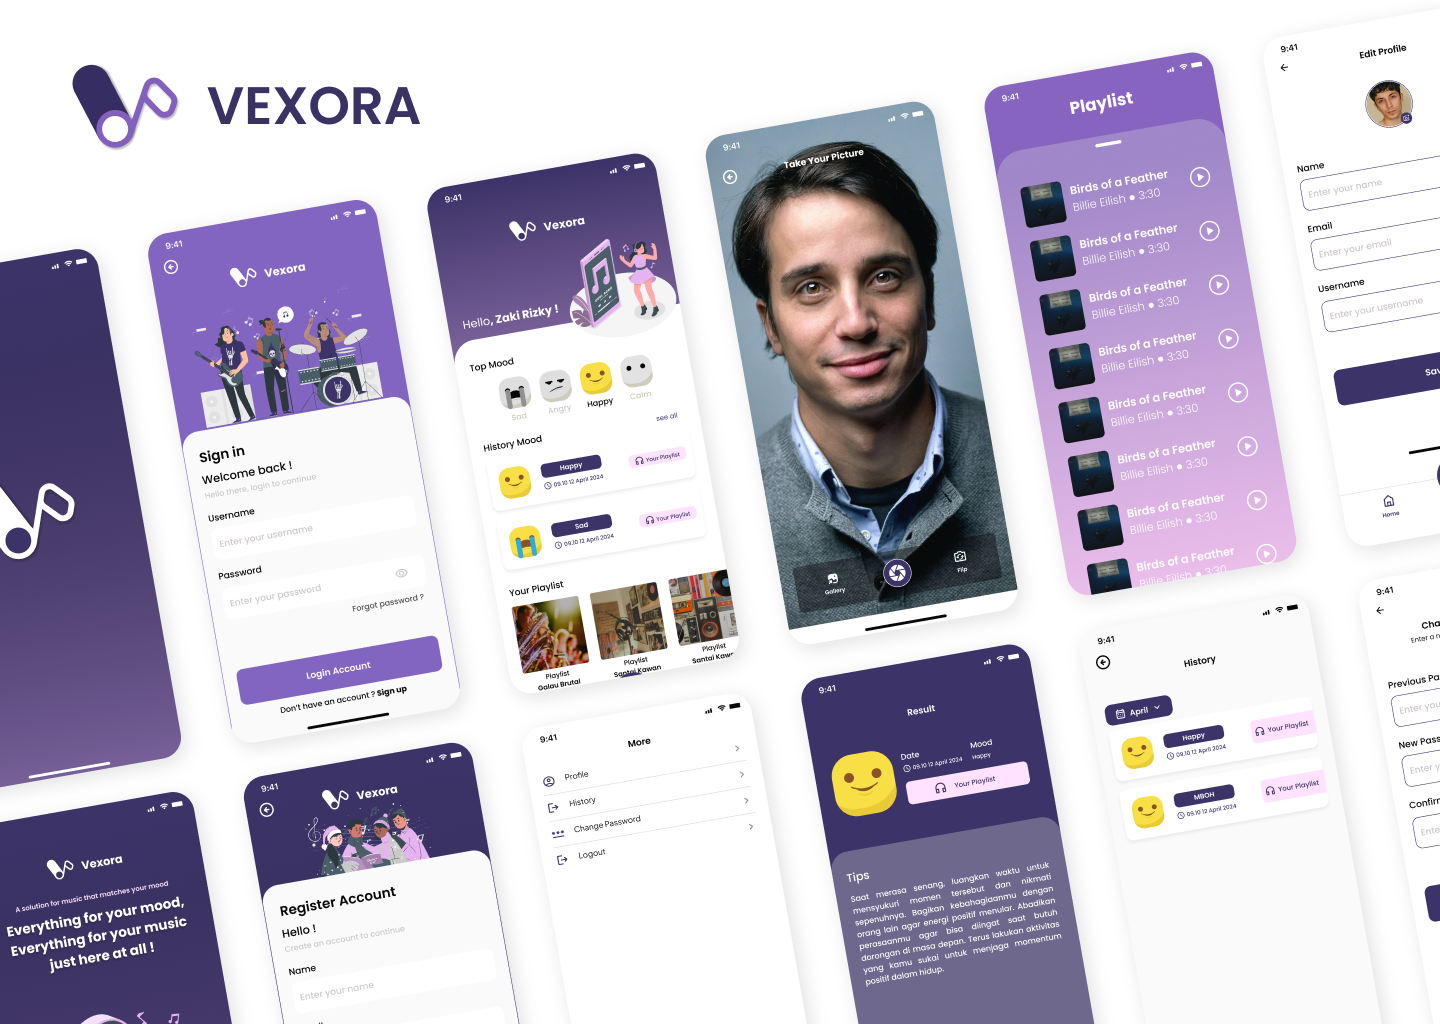 VEXORA
9:41
Vexora
Sign in
Welcome back !
Hello there, login to continue
Username
Enter your username
Password
Enter your password
Forgot password ?
Login Account
Don't have an account ? Sign up
9:41
Vexora
Hello, Zaki Rizky !
Top Mood
Sad
Angry
Happy
Calm
see all
History Mood
Happy
09.10 12 April 2024
Your Playlist
Sad
09.10 12 April 2024
Your Playlist
Your Playlist
Playlist
Galau Brutal
Playlist
Santai Kawan
Playlist
Santai Kawan
9:41
Take Your Picture
Gallery
Flip
9:41
Playlist
Birds of a Feather
Billie Eilish ● 3:30
Birds of a Feather
Billie Eilish ● 3:30
Birds of a Feather
Billie Eilish ● 3:30
Birds of a Feather
Billie Eilish ● 3:30
Birds of a Feather
Billie Eilish ● 3:30
Birds of a Feather
Billie Eilish ● 3:30
Birds of a Feather
Billie Eilish ● 3:30
Birds of a Feather
Billie Eilish ● 3:30
9:41
Edit Profile
Name
Enter your name
Email
Enter your email
Username
Enter your username
Sav
Home
Vexora
A solution for music that matches your mood
Everything for your mood,
Everything for your music
just here at all !
9:41
Vexora
Register Account
Hello !
Create an account to continue
Name
Enter your name
9:41
More
Profile
History
Change Password
Logout
9:41
Result
Date
09.10 12 April 2024
Mood
Happy
Your Playlist
Tips
Saat merasa senang, luangkan waktu untuk
mensyukuri momen tersebut dan nikmati
sepenuhnya. Bagikan kebahagiaanmu dengan
orang lain agar energi positif menular. Abadikan
perasaanmu agar bisa diingat saat butuh
dorongan di masa depan. Terus lakukan aktivitas
yang kamu sukai untuk menjaga momentum
positif dalam hidup.
9:41
History
April
Happy
09.10 12 April 2024
Your Playlist
MBOH
09.10 12 April 2024
Your Playlist
9:41
Cha
Enter a n
Previous Pa
Enter you
New Pass
Enter y
Confirm
Enter